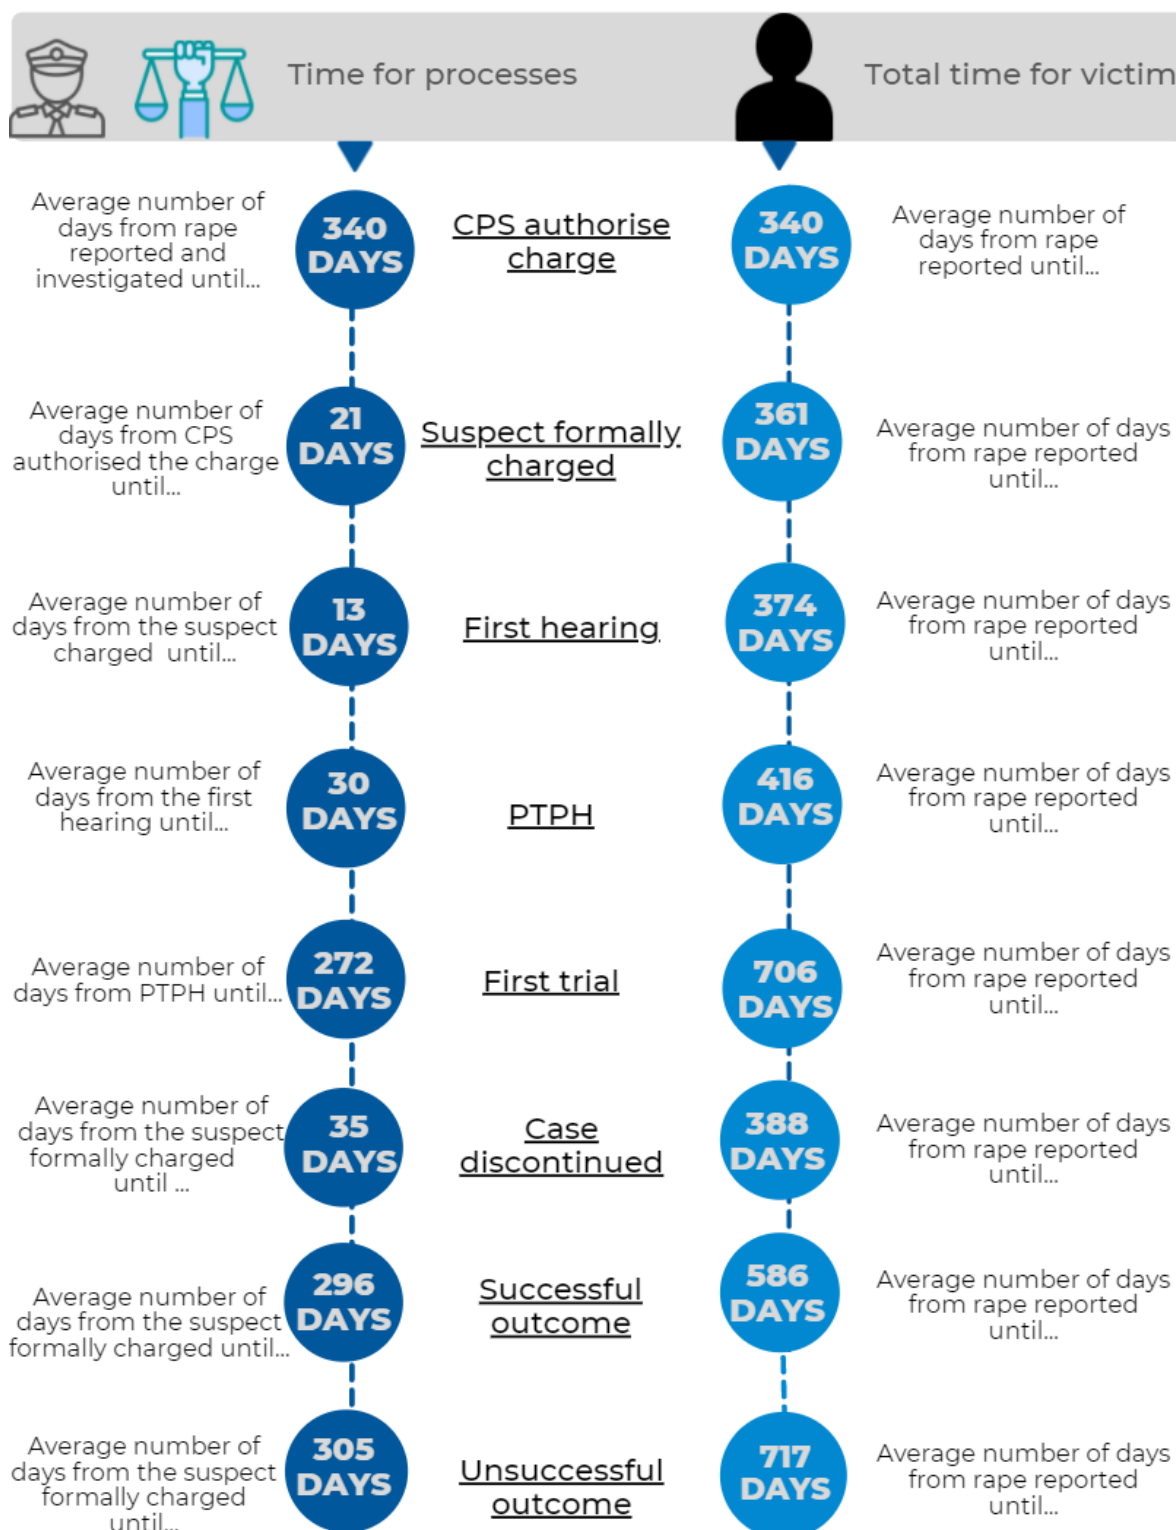 Time for processes
Total time for victim
Average number of
days from rape
reported and
investigated until...
340
DAYS
CPS authorise
charge
340
DAYS
Average number of
days from rape
reported until...
Average number of
days from CPS
authorised the charge
until...
21
DAYS
Suspect formally
charged
361
DAYS
Average number of days
from rape reported
until...
Average number of
days from the suspect
charged until...
13
DAYS
First hearing
374
DAYS
Average number of days
from rape reported
until...
Average number of
days from the first
hearing until...
30
DAYS
PTPH
416
DAYS
Average number of days
from rape reported
until...
Average number of
days from PTPH until...
272
DAYS
First trial
706
DAYS
Average number of days
from rape reported
until...
Average number of
days from the suspect
formally charged
until ...
35
DAYS
Case
discontinued
388
DAYS
Average number of days
from rape reported
until...
Average number of
days from the suspect
formally charged until...
296
DAYS
Successful
outcome
586
DAYS
Average number of days
from rape reported
until...
Average number of
days from the suspect
formally charged
until...
305
DAYS
Unsuccessful
outcome
717
DAYS
Average number of days
from rape reported
until...